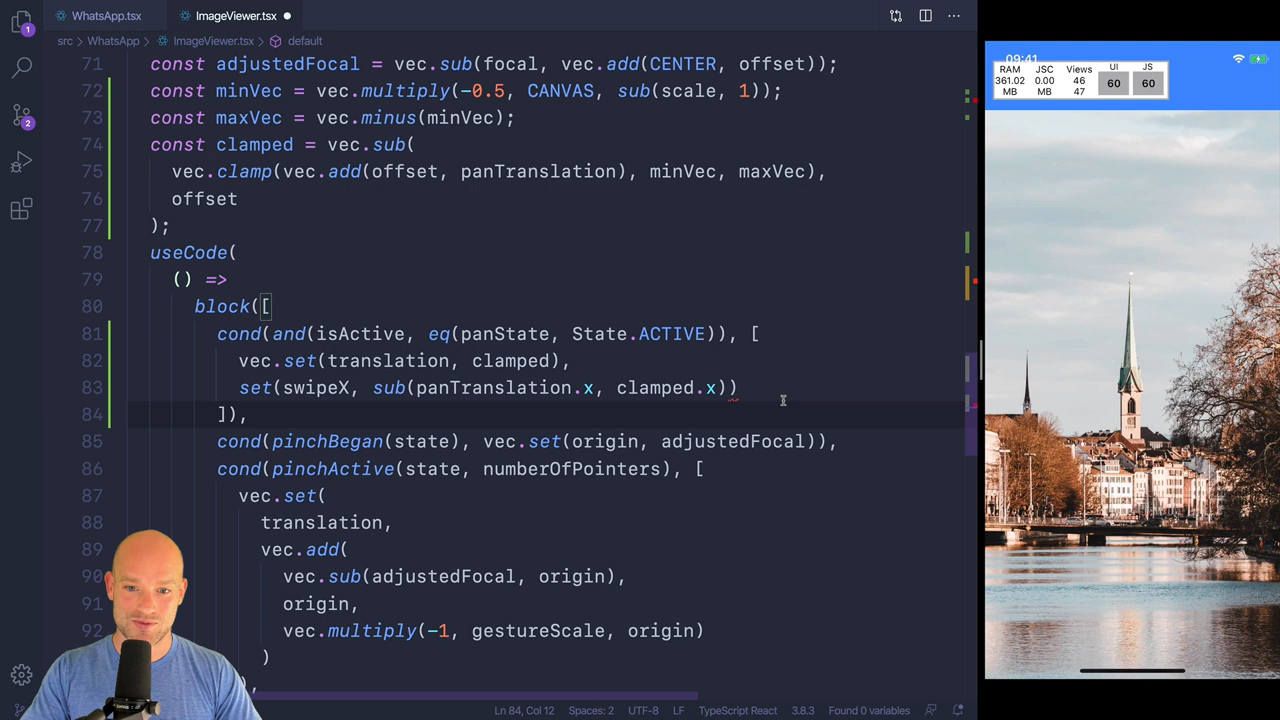 WhatsApp.tsx
ImageViewer.tsx
src > WhatsApp > ImageViewer.tsx > default
1
2
71 const adjustedFocal = vec.sub(focal, vec.add(CENTER, offset));
72 const minVec = vec.multiply(-0.5, CANVAS, sub(scale, 1));
73 const maxVec = vec.minus(minVec);
74 const clamped = vec.sub(
75 vec.clamp(vec.add(offset, panTranslation), minVec, maxVec),
76 offset
77 );
78 useCode(
79 () =>
80 block([
81 cond(and(isActive, eq(panState, State.ACTIVE)), [
82 vec.set(translation, clamped),
83 set(swipeX, sub(panTranslation.x, clamped.x))
84 ]),
85 cond(pinchBegan(state), vec.set(origin, adjustedFocal)),
86 cond(pinchActive(state, numberOfPointers), [
87 vec.set(
88 translation,
89 vec.add(
90 vec.sub(adjustedFocal, origin),
91 origin,
92 vec.multiply(-1, gestureScale, origin)
)
),
Ln 84, Col 12 Spaces: 2 UTF-8 LF TypeScript React 3.8.3 Found 0 variables
09:41
RAM JSC Views UI JS
361.02 0.00 46 60 60
MB MB 47